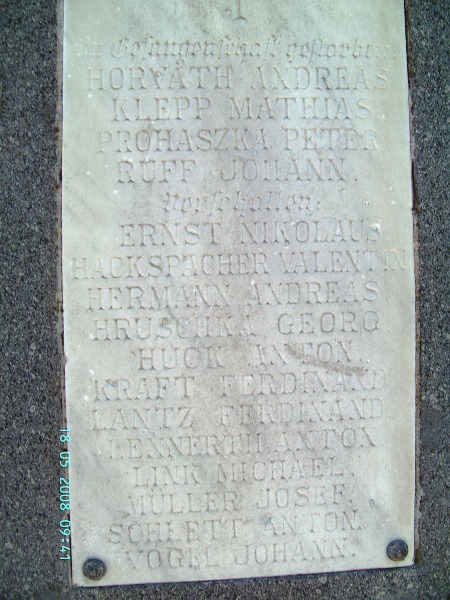 In Gefangenschaft gestorben
HORVÁTH ANDREAS
KLEPP MATHIAS
PROHASZKA PETER
RUFF JOHANN.
Verschollen:
ERNST NIKOLAUS
HACKSPACHER VALENTIN
HERMANN ANDREAS
HRUSCHKA GEORG
HUCK ANTON.
KRAFT FERDINAND
LANTZ FERDINAND
ANTON
LINK MICHAEL
MÜLLER JOSEF
SCHLETT ANTON.
VOGEL JOHANN.
18 05 2008 09:41